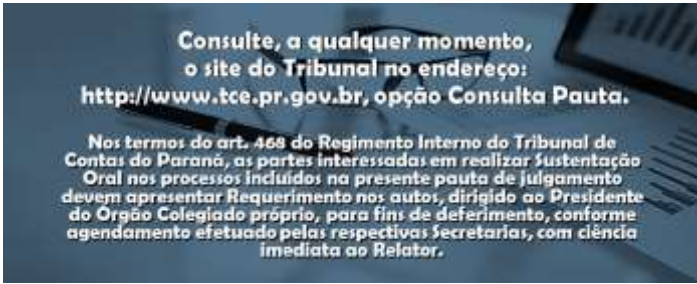 Consulte, a qualquer momento,
o site do Tribunal no endereço:
http://www.tce.pr.gov.br, opção Consulta Pauta.
Nos termos do art. 468 do Regimento Interno do Tribunal de
Contas do Paraná, as partes interessadas em realizar Sustentação
Oral nos processos incluídos na presente pauta de julgamento
devem apresentar Requerimento nos autos, dirigido ao Presidente
do Órgão Colegiado próprio, para fins de deferimento, conforme
agendamento efetuado pelas respectivas Secretarias, com ciência
imediata ao Relator.